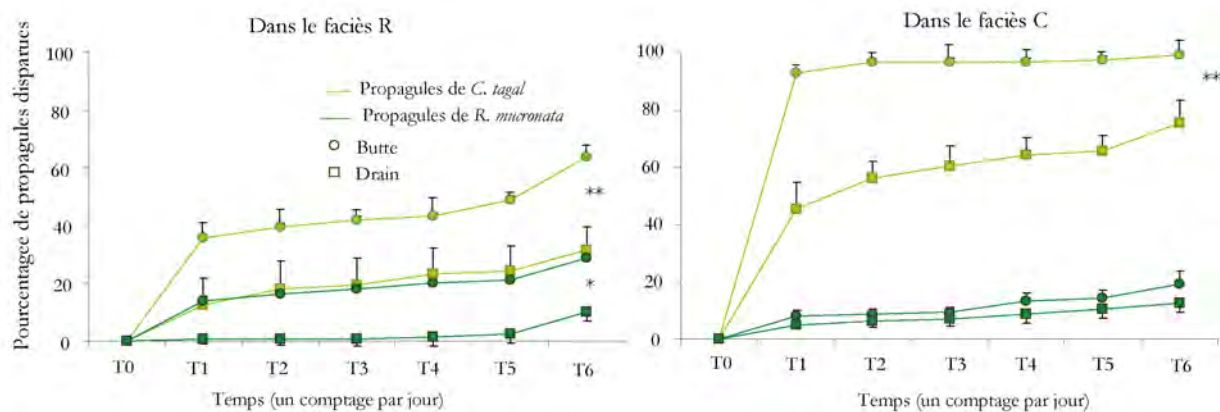 Dans le faciès R
Pourcentagee de propagules disparues
100
80
60
40
20
0
Propagules de C. tagal
Propagules de R. mucronata
Butte
Drain
**
*
T0 T1 T2 T3 T4 T5 T6
Temps (un comptage par jour)
Dans le faciès C
100
80
60
40
20
0
**
T0 T1 T2 T3 T4 T5 T6
Temps (un comptage par jour)